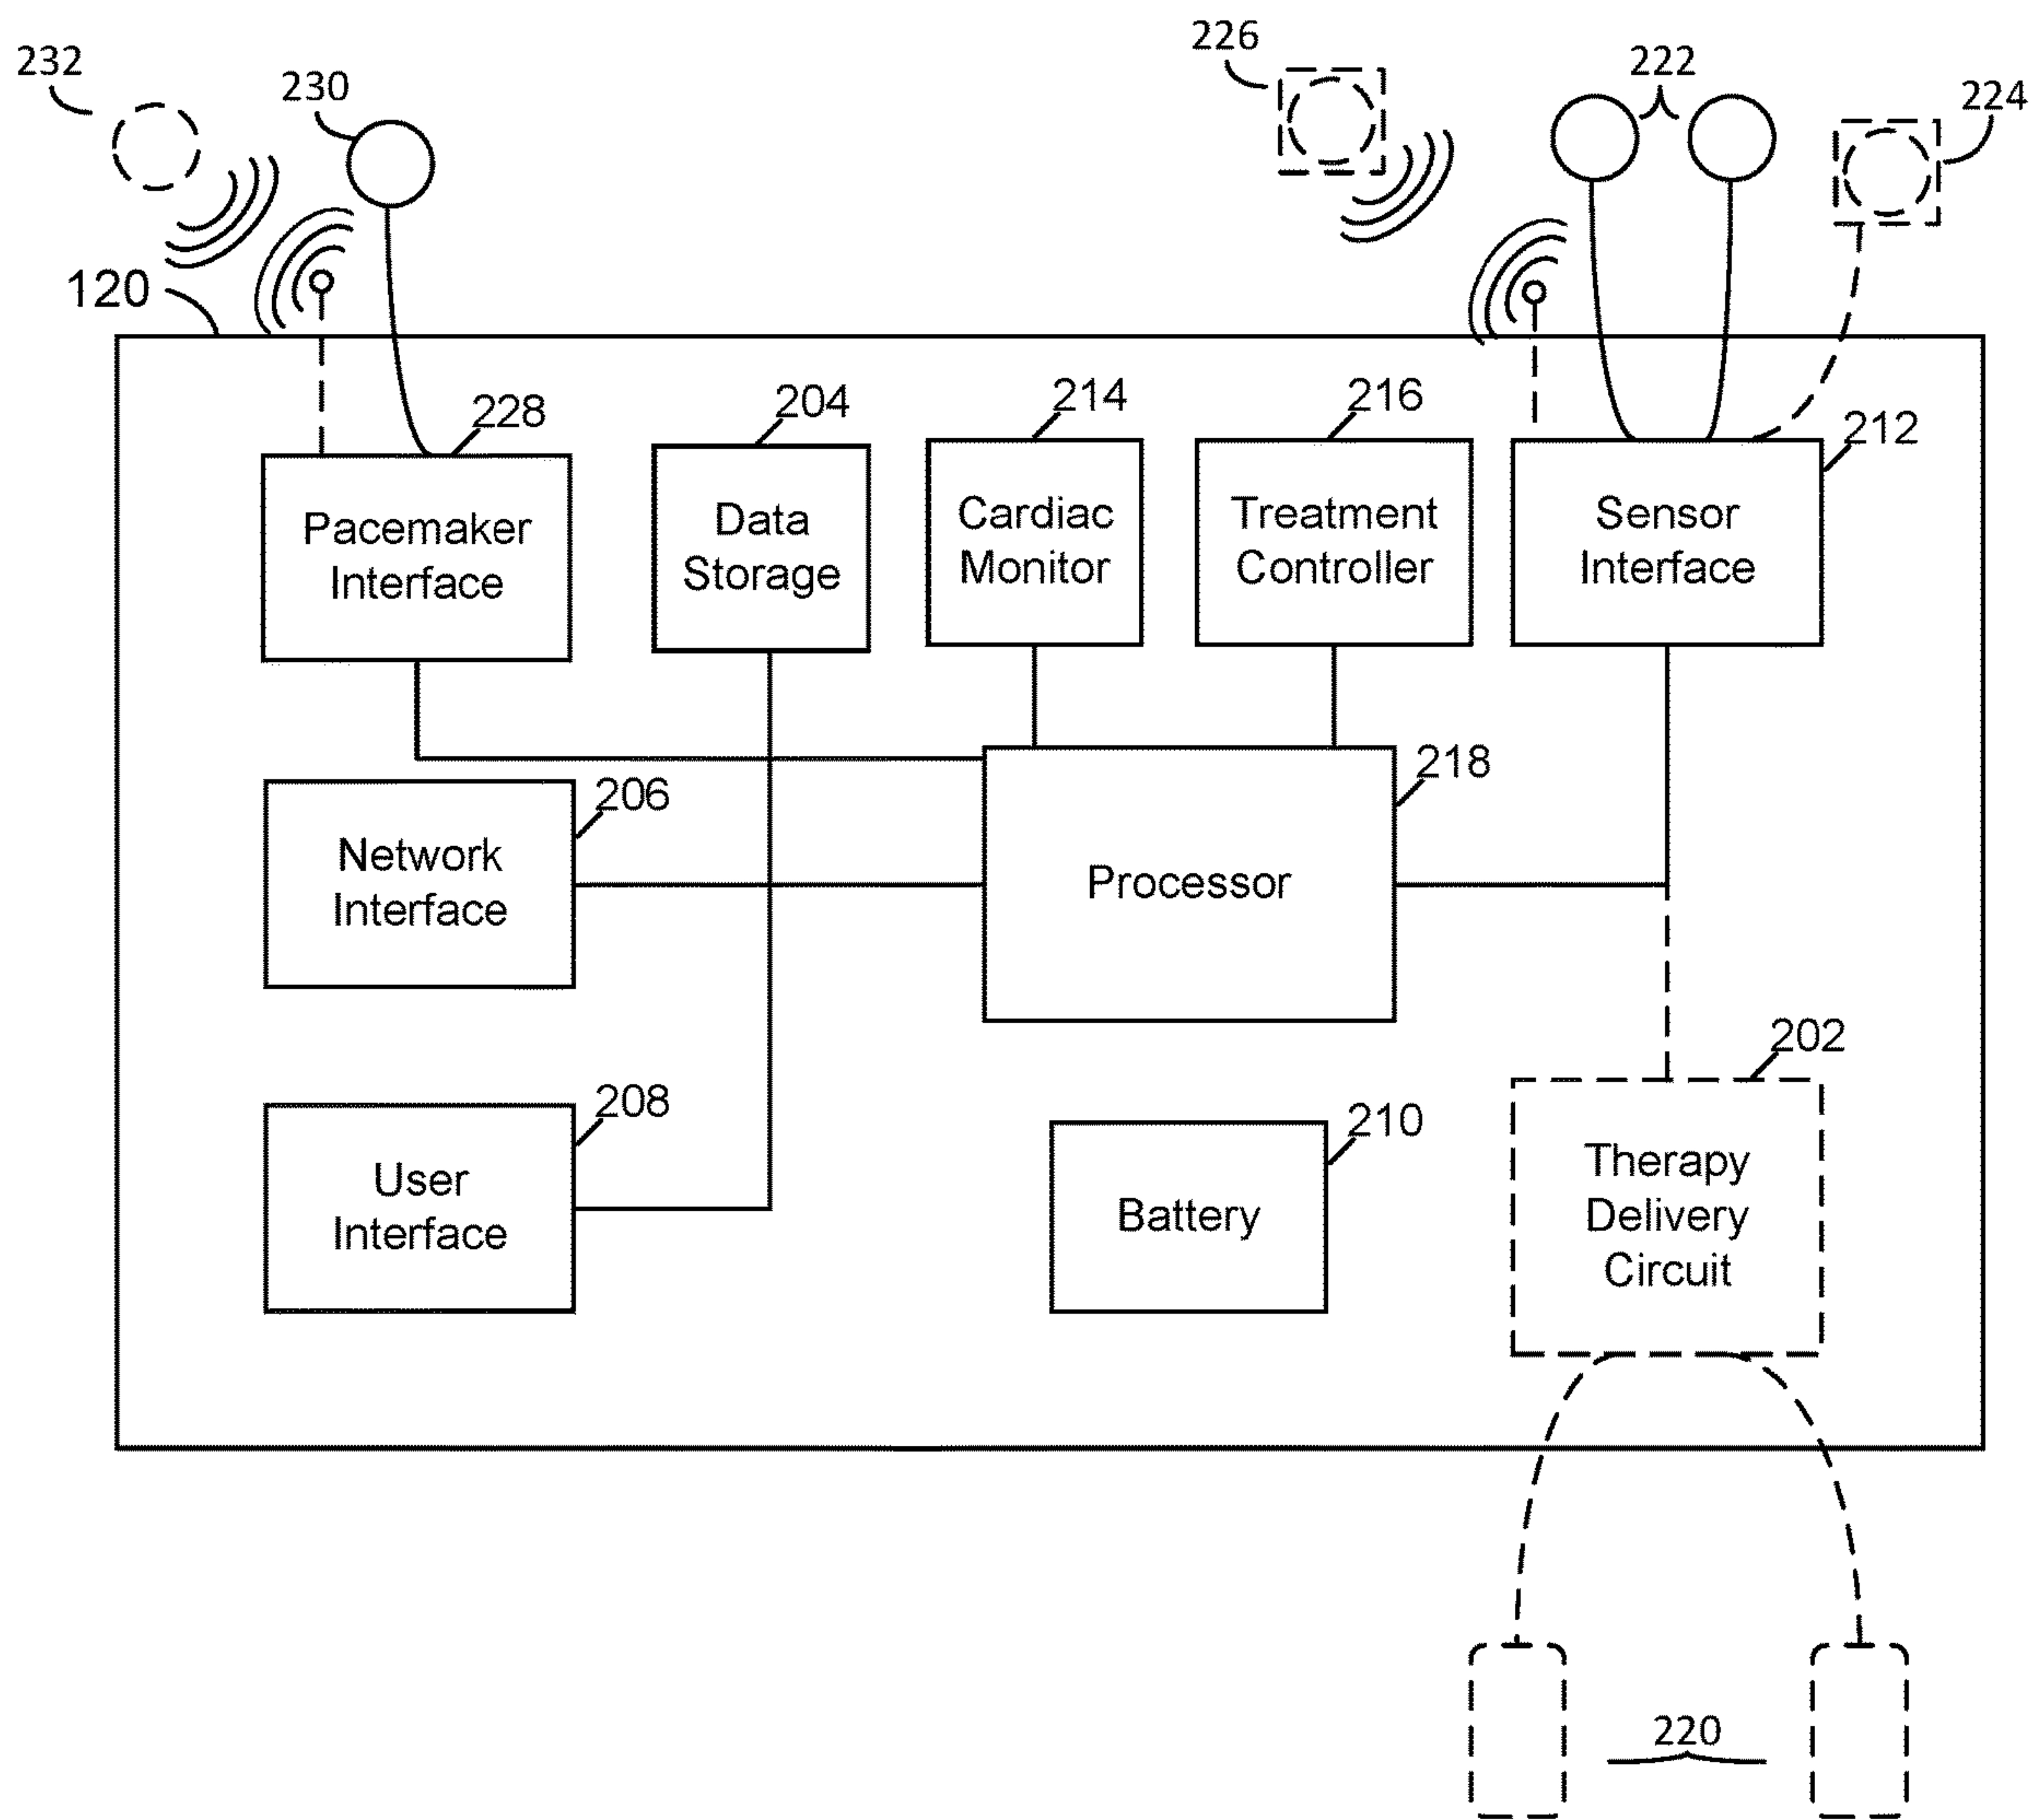 232
230
226
222
224
120
228
204
214
216
212
Pacemaker
Interface
Data
Storage
Cardiac
Monitor
Treatment
Controller
Sensor
Interface
218
206
Network
Interface
Processor
202
208
210
User
Interface
Battery
Therapy
Delivery
Circuit
220